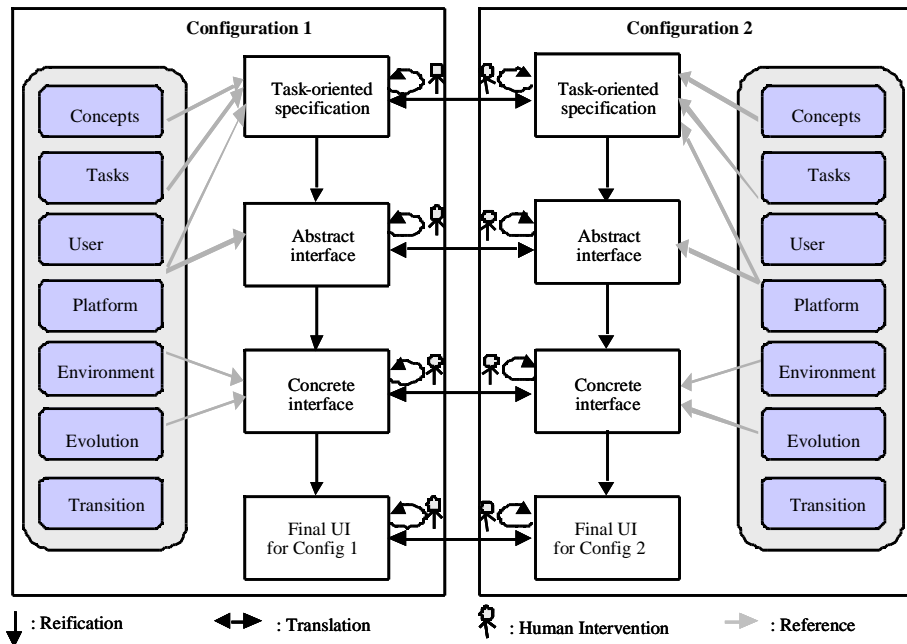 Configuration 1
Concepts
Tasks
User
Platform
Environment
Evolution
Transition
Task-oriented
specification
Abstract
interface
Concrete
interface
Final UI
for Config 1
Configuration 2
Task-oriented
specification
Abstract
interface
Concrete
interface
Final UI
for Config 2
Concepts
Tasks
User
Platform
Environment
Evolution
Transition
: Reification
: Translation
: Human Intervention
: Reference